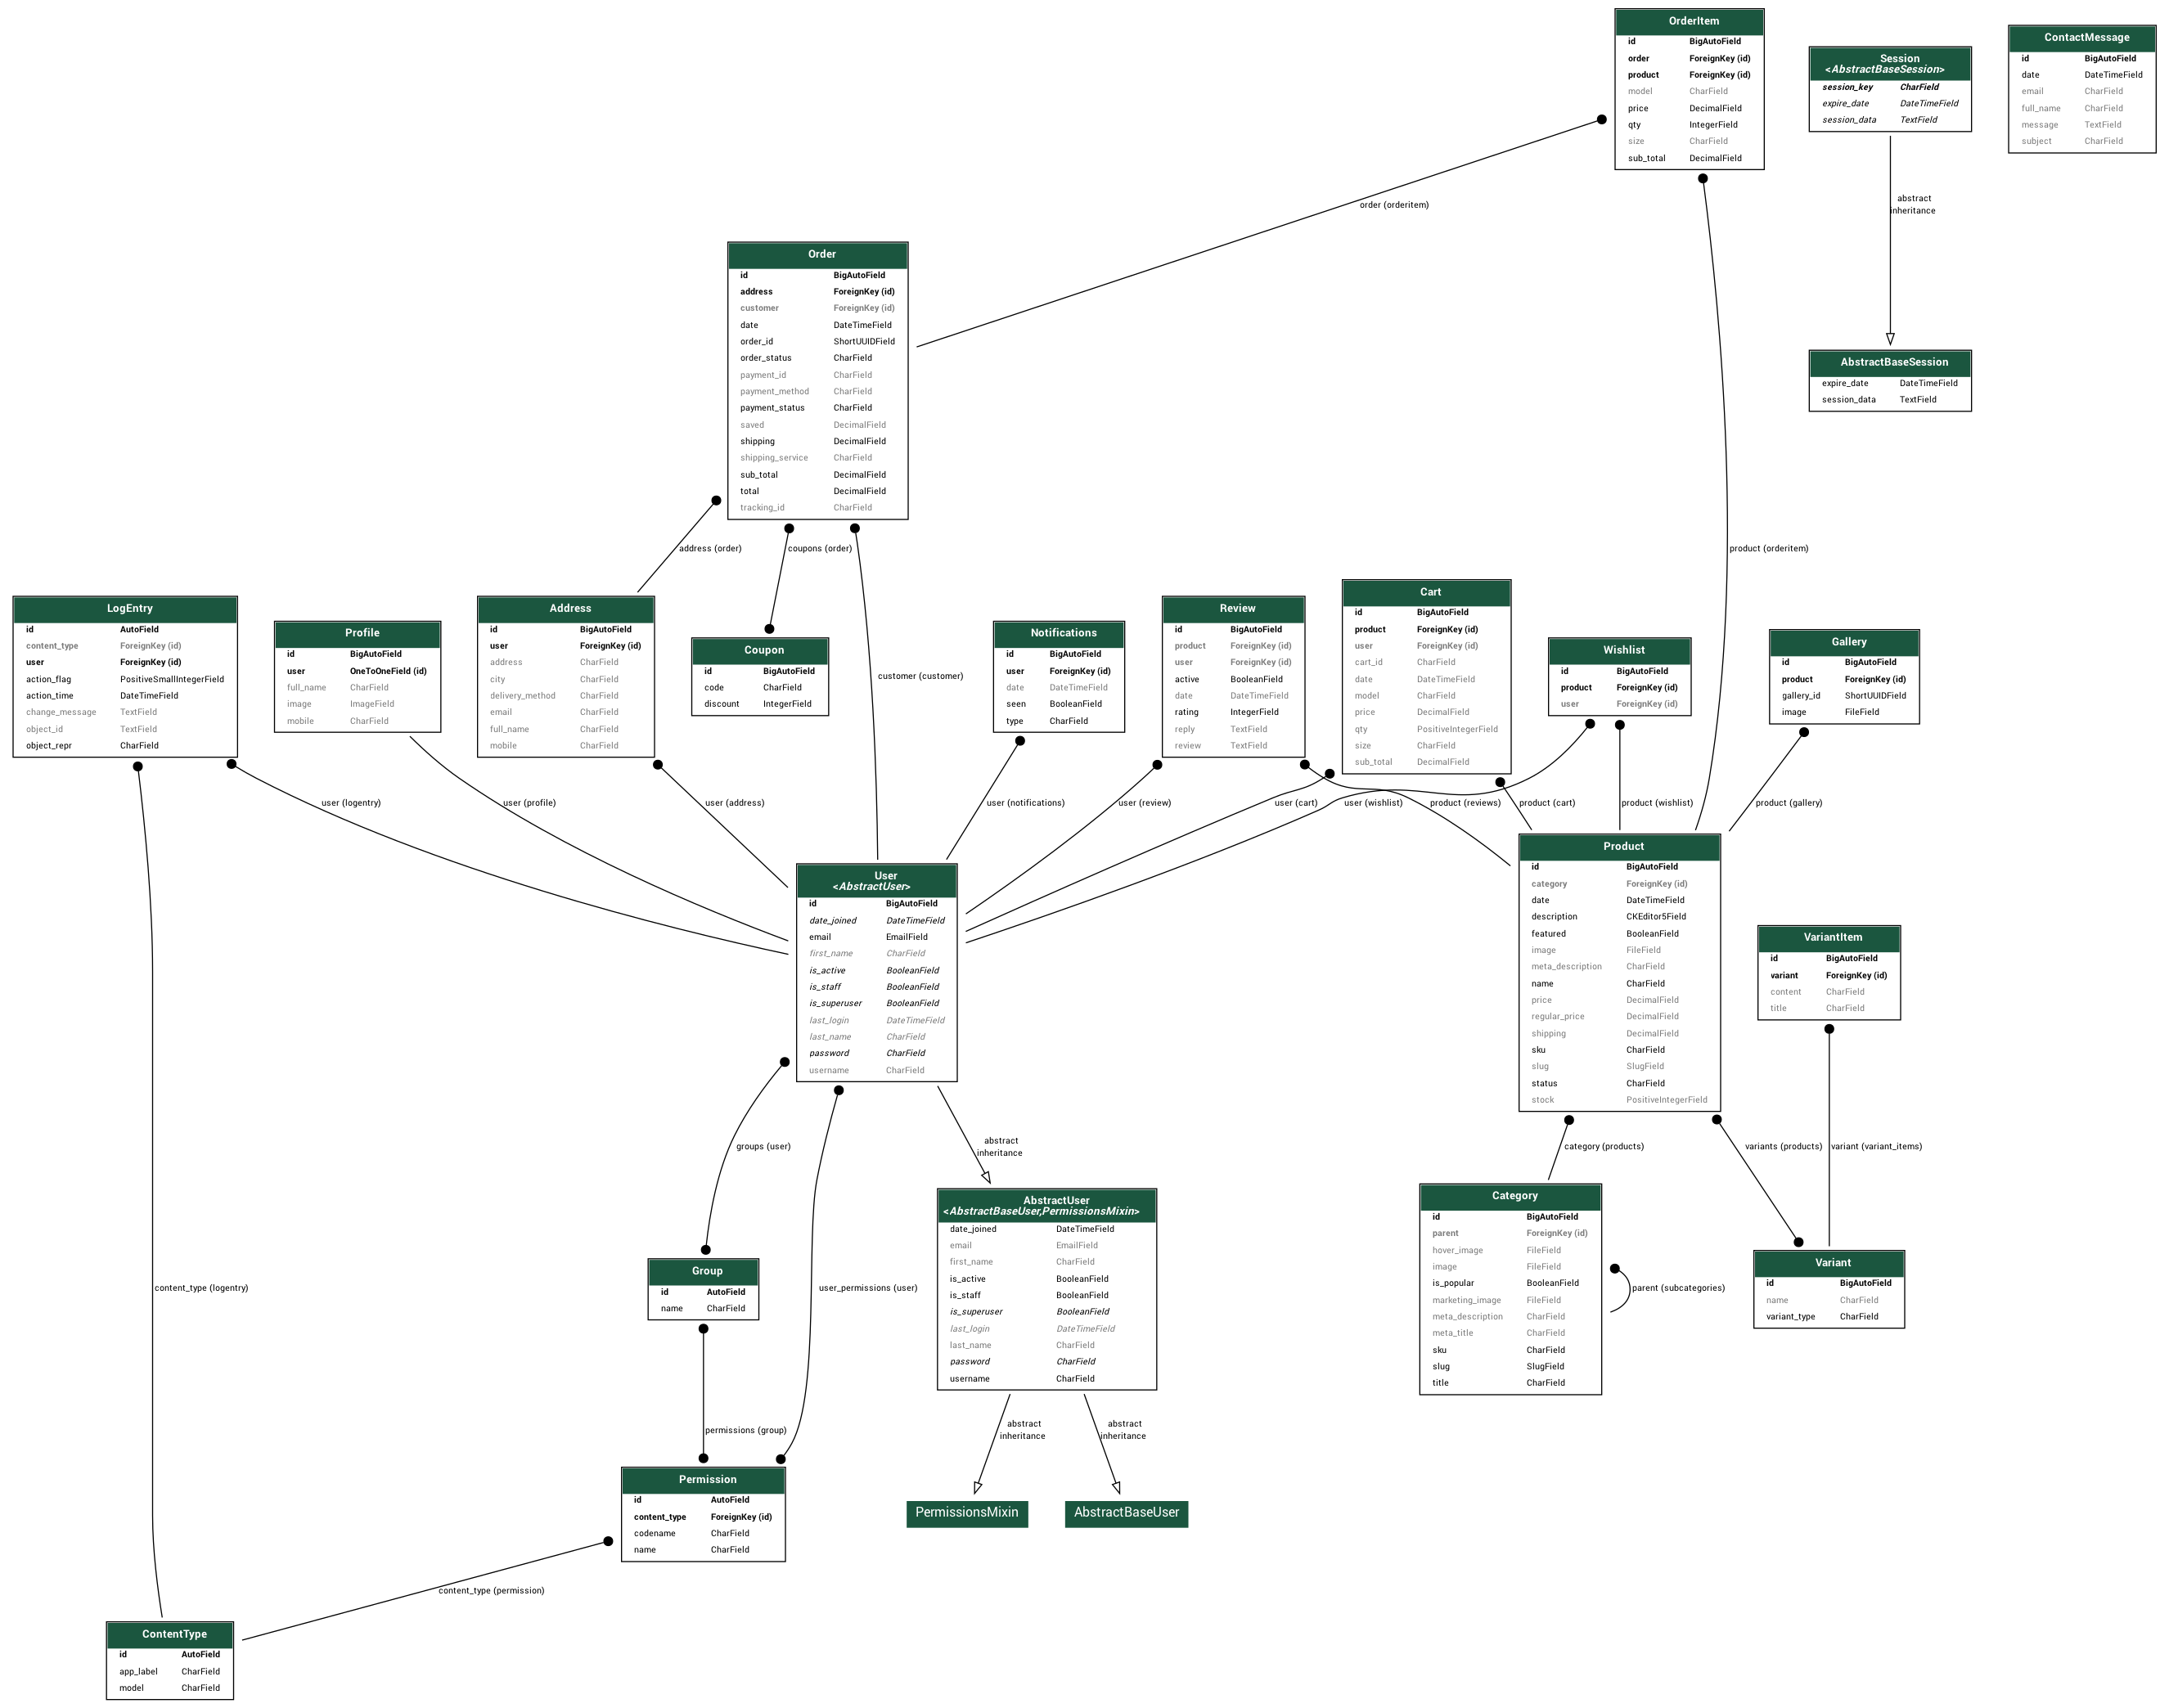 OrderItem
id BigAutoField
order ForeignKey (id)
product ForeignKey (id)
model CharField
price DecimalField
qty IntegerField
size CharField
sub_total DecimalField
Session
<AbstractBaseSession>
session_key CharField
expire_date DateTimeField
session_data TextField
ContactMessage
id BigAutoField
date DateTimeField
email CharField
full_name CharField
message TextField
subject CharField
order (orderitem)
abstract
inheritance
Order
id BigAutoField
address ForeignKey (id)
customer ForeignKey (id)
date DateTimeField
order_id ShortUUIDField
order_status CharField
payment_id CharField
payment_method CharField
payment_status CharField
saved DecimalField
shipping DecimalField
shipping_service CharField
sub_total DecimalField
total DecimalField
tracking_id CharField
AbstractBaseSession
expire_date DateTimeField
session_data TextField
address (order)
coupons (order)
product (orderitem)
customer (customer)
LogEntry
id AutoField
content_type ForeignKey (id)
user ForeignKey (id)
action_flag PositiveSmallIntegerField
action_time DateTimeField
change_message TextField
object_id TextField
object_repr CharField
Profile
id BigAutoField
user OneToOneField (id)
full_name CharField
image ImageField
mobile CharField
Address
id BigAutoField
user ForeignKey (id)
address CharField
city CharField
delivery_method CharField
email CharField
full_name CharField
mobile CharField
Coupon
id BigAutoField
code CharField
discount IntegerField
Notifications
id BigAutoField
user ForeignKey (id)
date DateTimeField
seen BooleanField
type CharField
Review
id BigAutoField
product ForeignKey (id)
user ForeignKey (id)
active BooleanField
date DateTimeField
rating IntegerField
reply TextField
review TextField
Cart
id BigAutoField
product ForeignKey (id)
user ForeignKey (id)
cart_id CharField
date DateTimeField
model CharField
price DecimalField
qty PositiveIntegerField
size CharField
sub_total DecimalField
Wishlist
id BigAutoField
product ForeignKey (id)
user ForeignKey (id)
Gallery
id BigAutoField
product ForeignKey (id)
gallery_id ShortUUIDField
image FileField
user (logentry)
user (profile)
user (address)
user (notifications)
user (review)
user (cart)
user (wishlist)
product (reviews)
product (cart)
product (wishlist)
product (gallery)
User
<AbstractUser>
id BigAutoField
date_joined DateTimeField
email EmailField
first_name CharField
is_active BooleanField
is_staff BooleanField
is_superuser BooleanField
last_login DateTimeField
last_name CharField
password CharField
username CharField
Product
id BigAutoField
category ForeignKey (id)
date DateTimeField
description CKEditor5Field
featured BooleanField
image FileField
meta_description CharField
name CharField
price DecimalField
regular_price DecimalField
shipping DecimalField
sku CharField
slug SlugField
status CharField
stock PositiveIntegerField
VariantItem
id BigAutoField
variant ForeignKey (id)
content CharField
title CharField
groups (user)
abstract
inheritance
category (products)
variants (products)
variant (variant_items)
AbstractUser
<AbstractBaseUser,PermissionsMixin>
date_joined DateTimeField
email EmailField
first_name CharField
is_active BooleanField
is_staff BooleanField
is_superuser BooleanField
last_login DateTimeField
last_name CharField
password CharField
username CharField
Category
id BigAutoField
parent ForeignKey (id)
hover_image FileField
image FileField
is_popular BooleanField
marketing_image FileField
meta_description CharField
meta_title CharField
sku CharField
slug SlugField
title CharField
parent (subcategories)
Variant
id BigAutoField
name CharField
variant_type CharField
Group
id AutoField
name CharField
content_type (logentry)
user_permissions (user)
permissions (group)
abstract
inheritance
abstract
inheritance
Permission
id AutoField
content_type ForeignKey (id)
codename CharField
name CharField
PermissionsMixin
AbstractBaseUser
content_type (permission)
ContentType
id AutoField
app_label CharField
model CharField